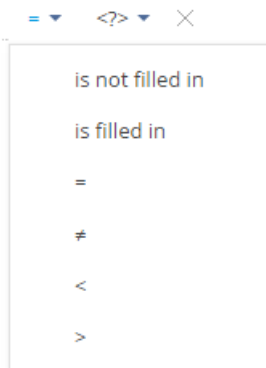 = <?>
is not filled in
is filled in
=
≠
<
>